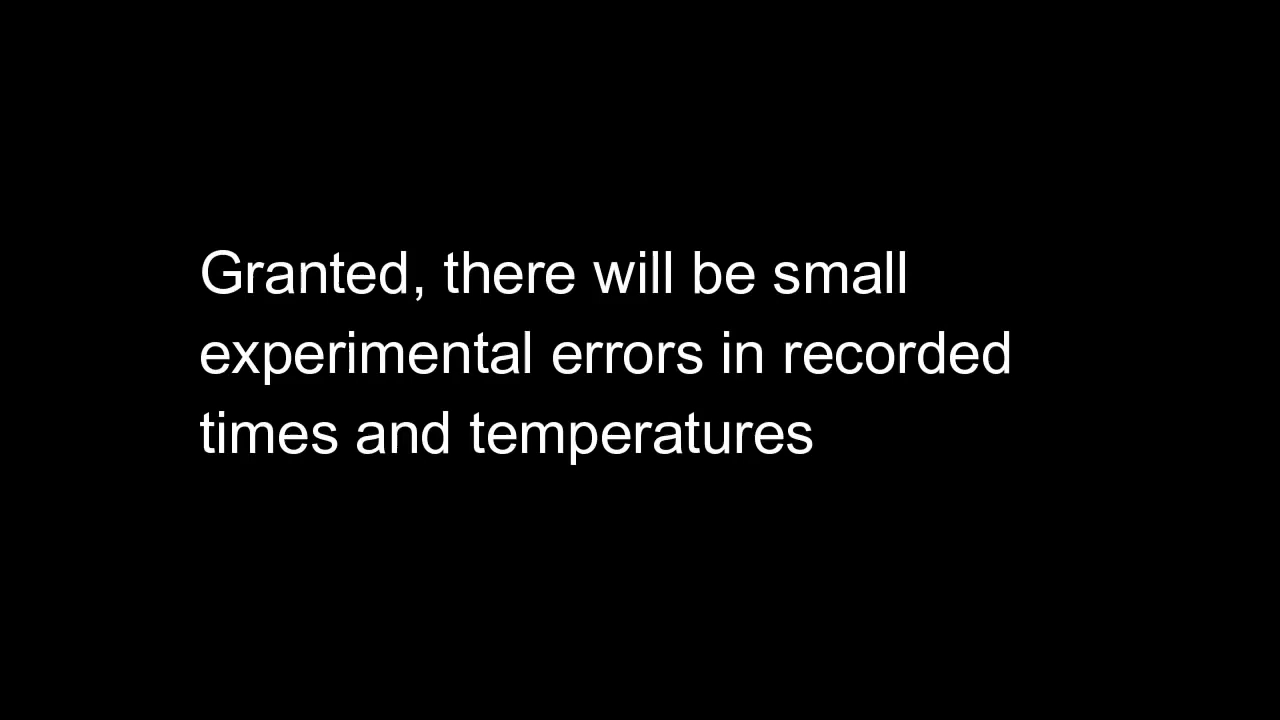 Granted, there will be small
experimental errors in recorded
times and temperatures